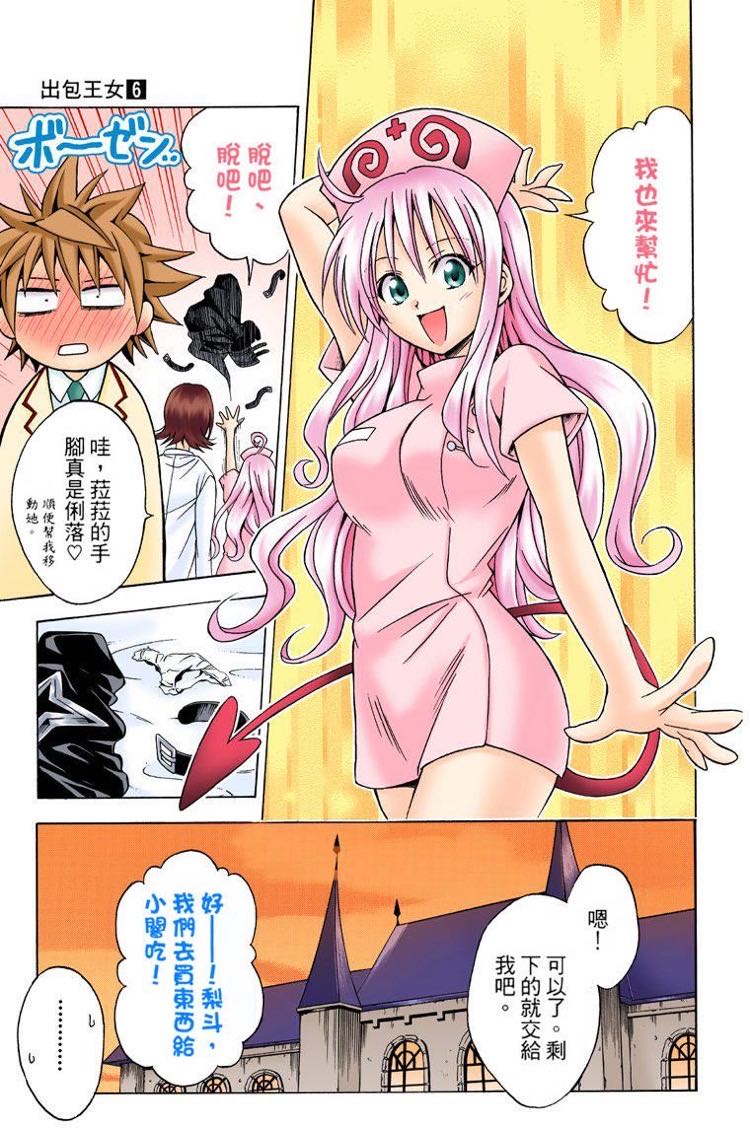 出包王女6
我也來幫忙！
脫吧、
脫吧！
ボーゼン‥
哇，菈菈的手
腳真是俐落♡
順便幫我移
動她。
嗯！
可以了。剩
下的就交給
我吧。
好——！梨斗，
我們去買東西給
小闇吃！
………